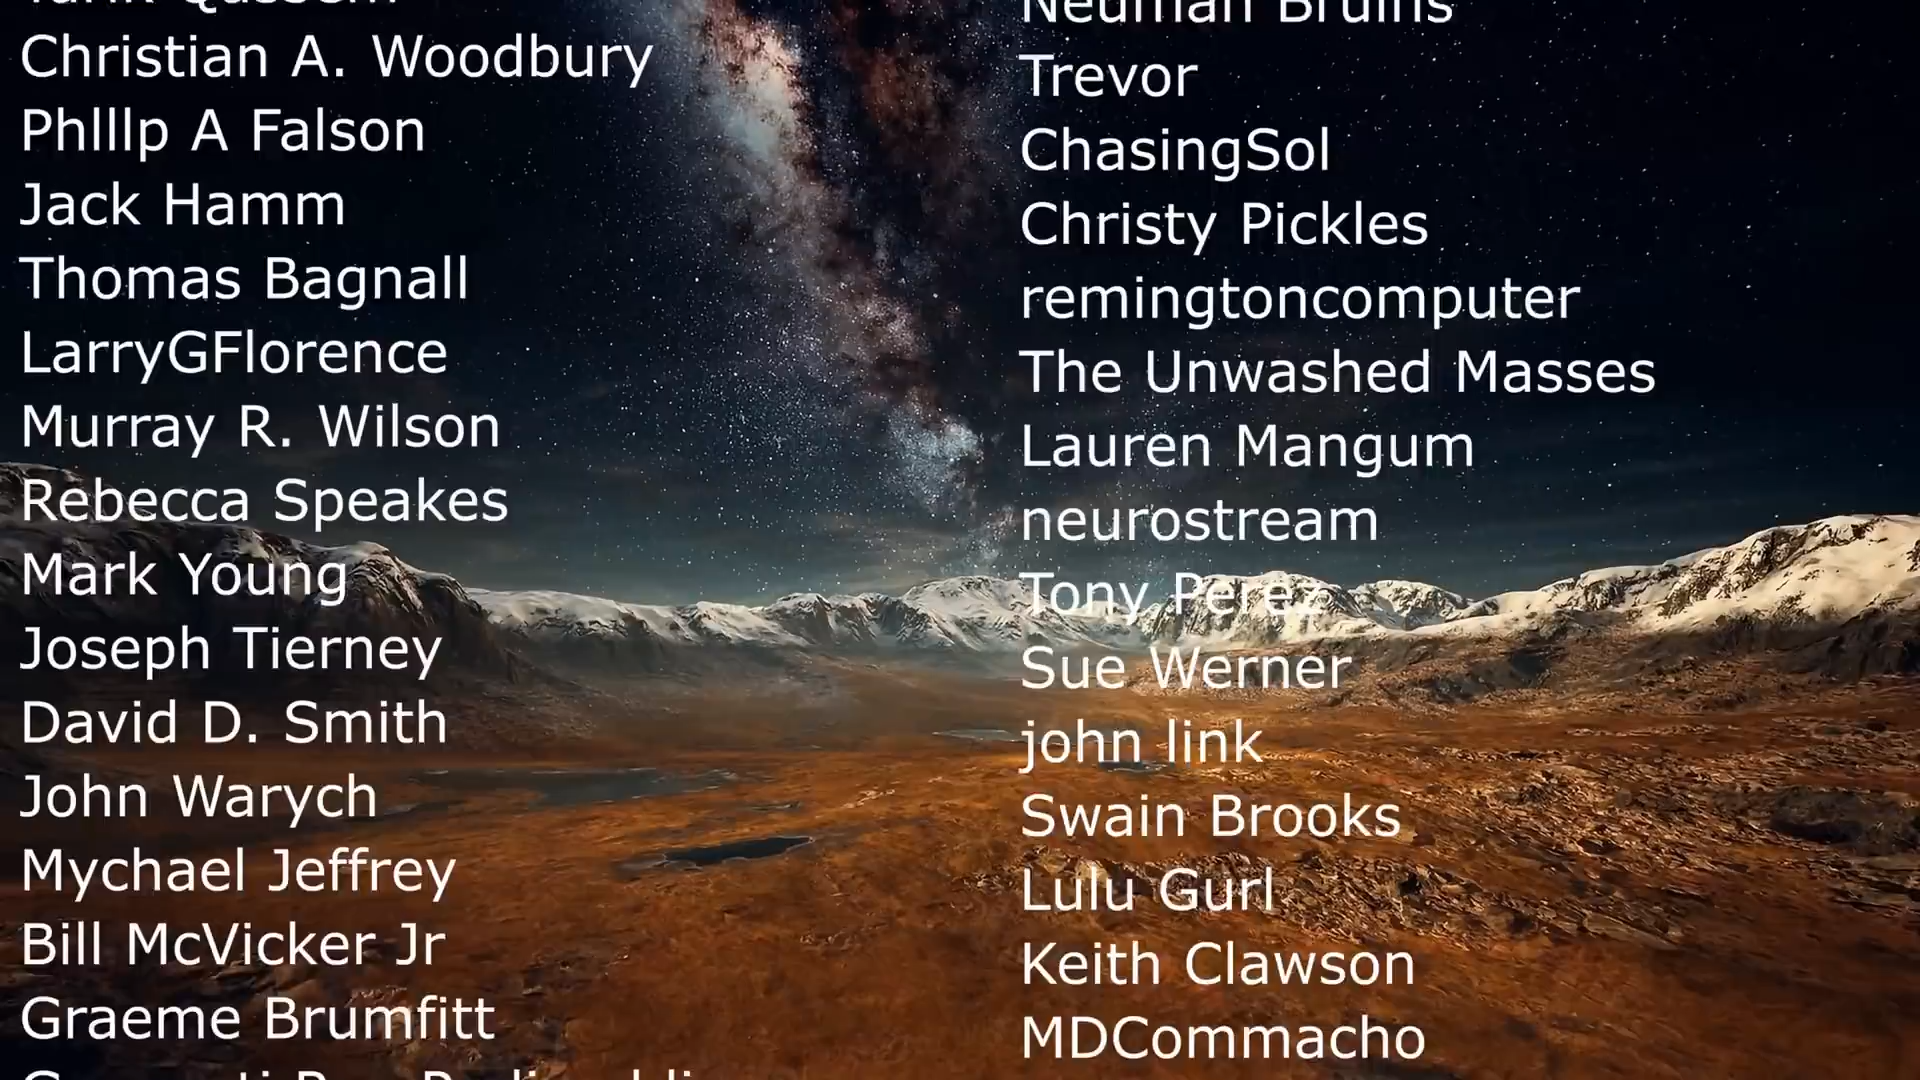 Christian A. Woodbury
Phlllp A Falson
Jack Hamm
Thomas Bagnall
LarryGFlorence
Murray R. Wilson
Rebecca Speakes
Mark Young
Joseph Tierney
David D. Smith
John Warych
Mychael Jeffrey
Bill McVicker Jr
Graeme Brumfitt
Neuman Bruins
Trevor
ChasingSol
Christy Pickles
remingtoncomputer
The Unwashed Masses
Lauren Mangum
neurostream
Tony Perez
Sue Werner
john link
Swain Brooks
Lulu Gurl
Keith Clawson
MDCommacho